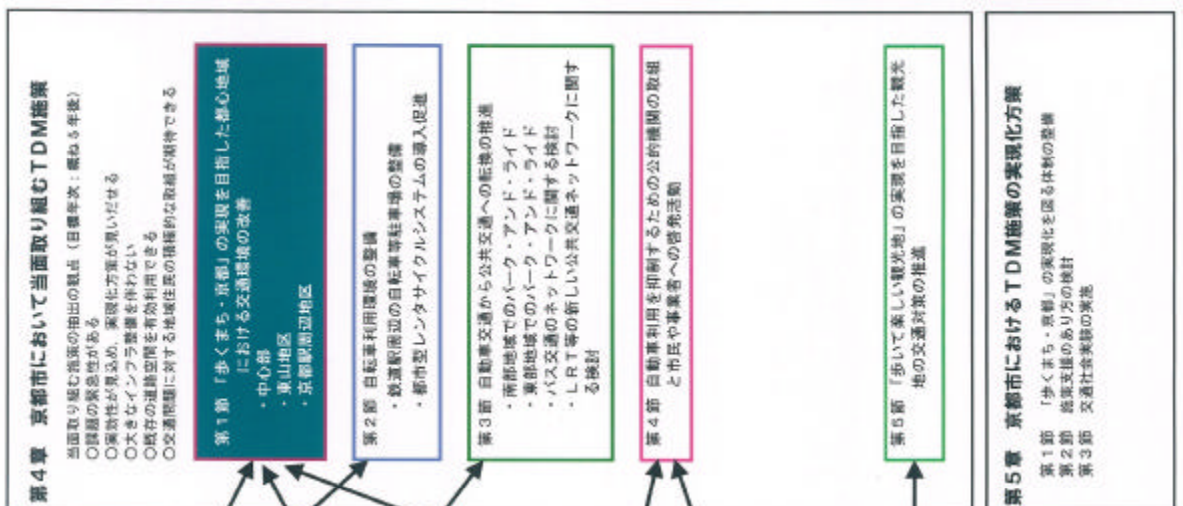 第4章 京都市において当面取り組むTDM施策
当面取り組む施策の抽出の観点(目標年次:概ね5年後)
〇課題の緊急性がある
〇実効性が見込め、実現化方策が見いだせる
〇大きなインフラ整備を伴わない
〇既存の道路空間を有効利用できる
〇交通問題に対する地域住民の積極的な取組が期待できる
第1節 「歩くまち・京都」の実現を目指した都心地域
における交通環境の改善
・中心部
・東山地区
・京都駅周辺地区
第2節 自転車利用環境の整備
・鉄道駅周辺の自転車等駐車場の整備
・都市型レンタサイクルシステムの導入促進
第3節 自動車交通から公共交通への転換の推進
・南部地域でのパーク・アンド・ライド
・東部地域でのパーク・アンド・ライド
・バス交通のネットワークに関する検討
・LRT等の新しい公共交通ネットワークに関す
る検討
第4節 自動車利用を抑制するための公的機関の取組
と市民や事業者への啓発活動
第5節 「歩いて楽しい観光地」の実現を目指した観光
地の交通対策の推進
第5章 京都市におけるTDM施策の実現化方策
第1節 「歩くまち・京都」の実現化を図る体制の整備
第2節 施策支援のあり方の検討
第3節 交通社会実験の実施